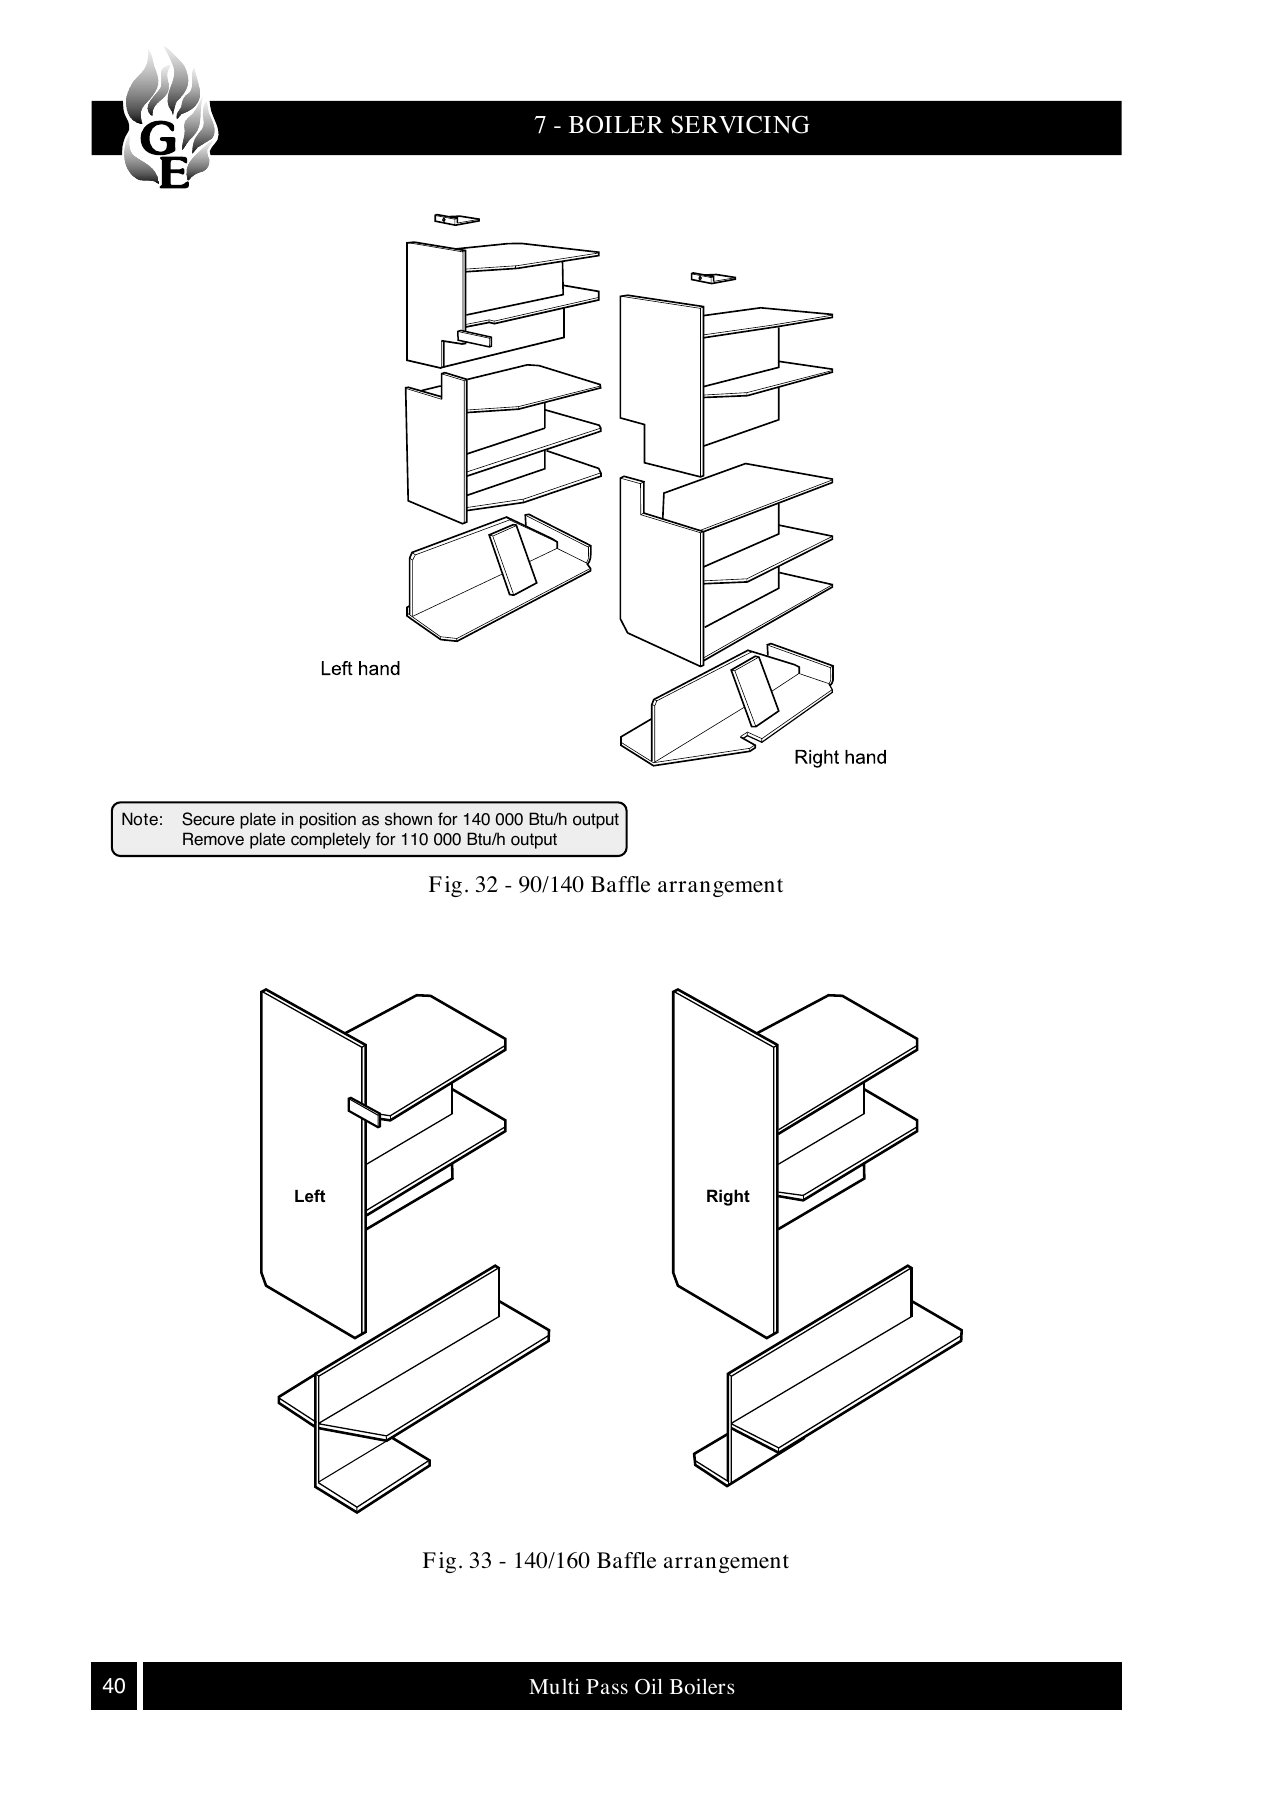 GE
7 - BOILER SERVICING
Left hand
Right hand
Note: Secure plate in position as shown for 140 000 Btu/h output
Remove plate completely for 110 000 Btu/h output
Fig. 32 - 90/140 Baffle arrangement
Left
Right
Fig. 33 - 140/160 Baffle arrangement
40
Multi Pass Oil Boilers